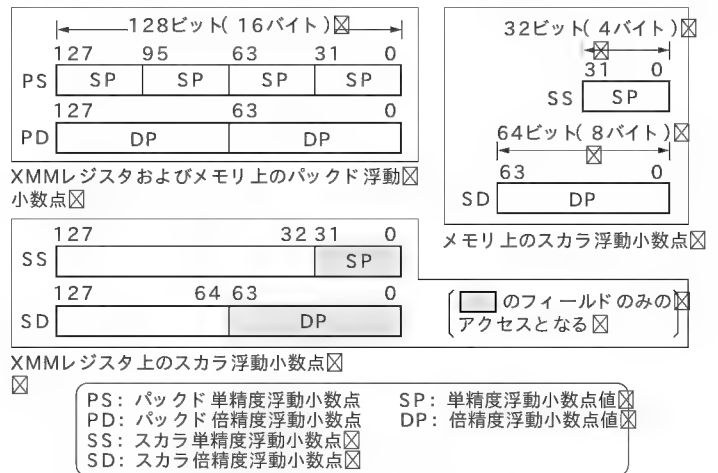 128ビット( 16バイト)
127 95 63 31 0
PS SP SP SP SP
127 63 0
PD DP DP
XMMレジスタおよびメモリ上のパックド浮動
小数点
32ビット( 4バイト)
31 0
SS SP
64ビット( 8バイト)
63 0
SD DP
メモリ上のスカラ浮動小数点
127 32 31 0
SS SP
127 64 63 0
SD DP
のフィールドのみの
アクセスとなる
XMMレジスタ上のスカラ浮動小数点
PS: パックド単精度浮動小数点 SP: 単精度浮動小数点値
PD: パックド倍精度浮動小数点 DP: 倍精度浮動小数点値
SS: スカラ単精度浮動小数点
SD: スカラ倍精度浮動小数点